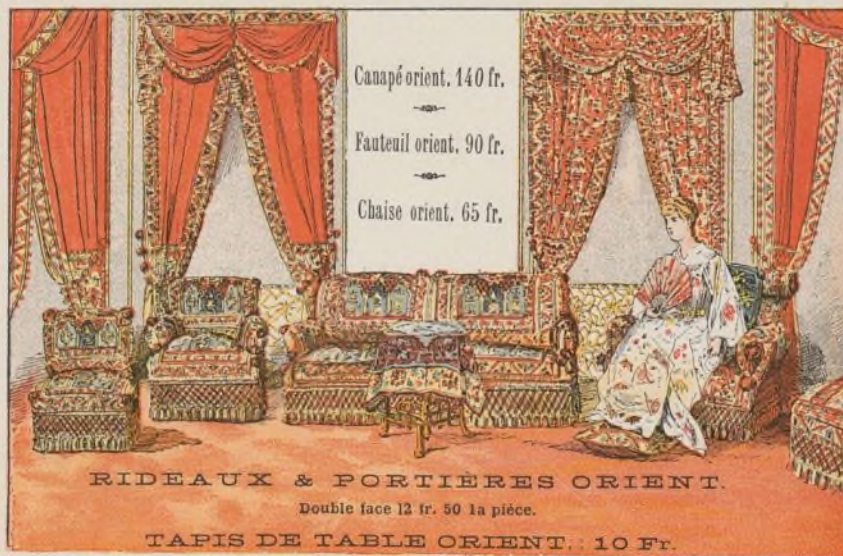 Canapé orient. 140 fr.
Fauteuil orient. 90 fr.
Chaise orient. 65 fr.
RIDEAUX & PORTIÈRES ORIENT.
Double face 12 fr. 50 la pièce.
TAPIS DE TABLE ORIENT. : 10 Fr.